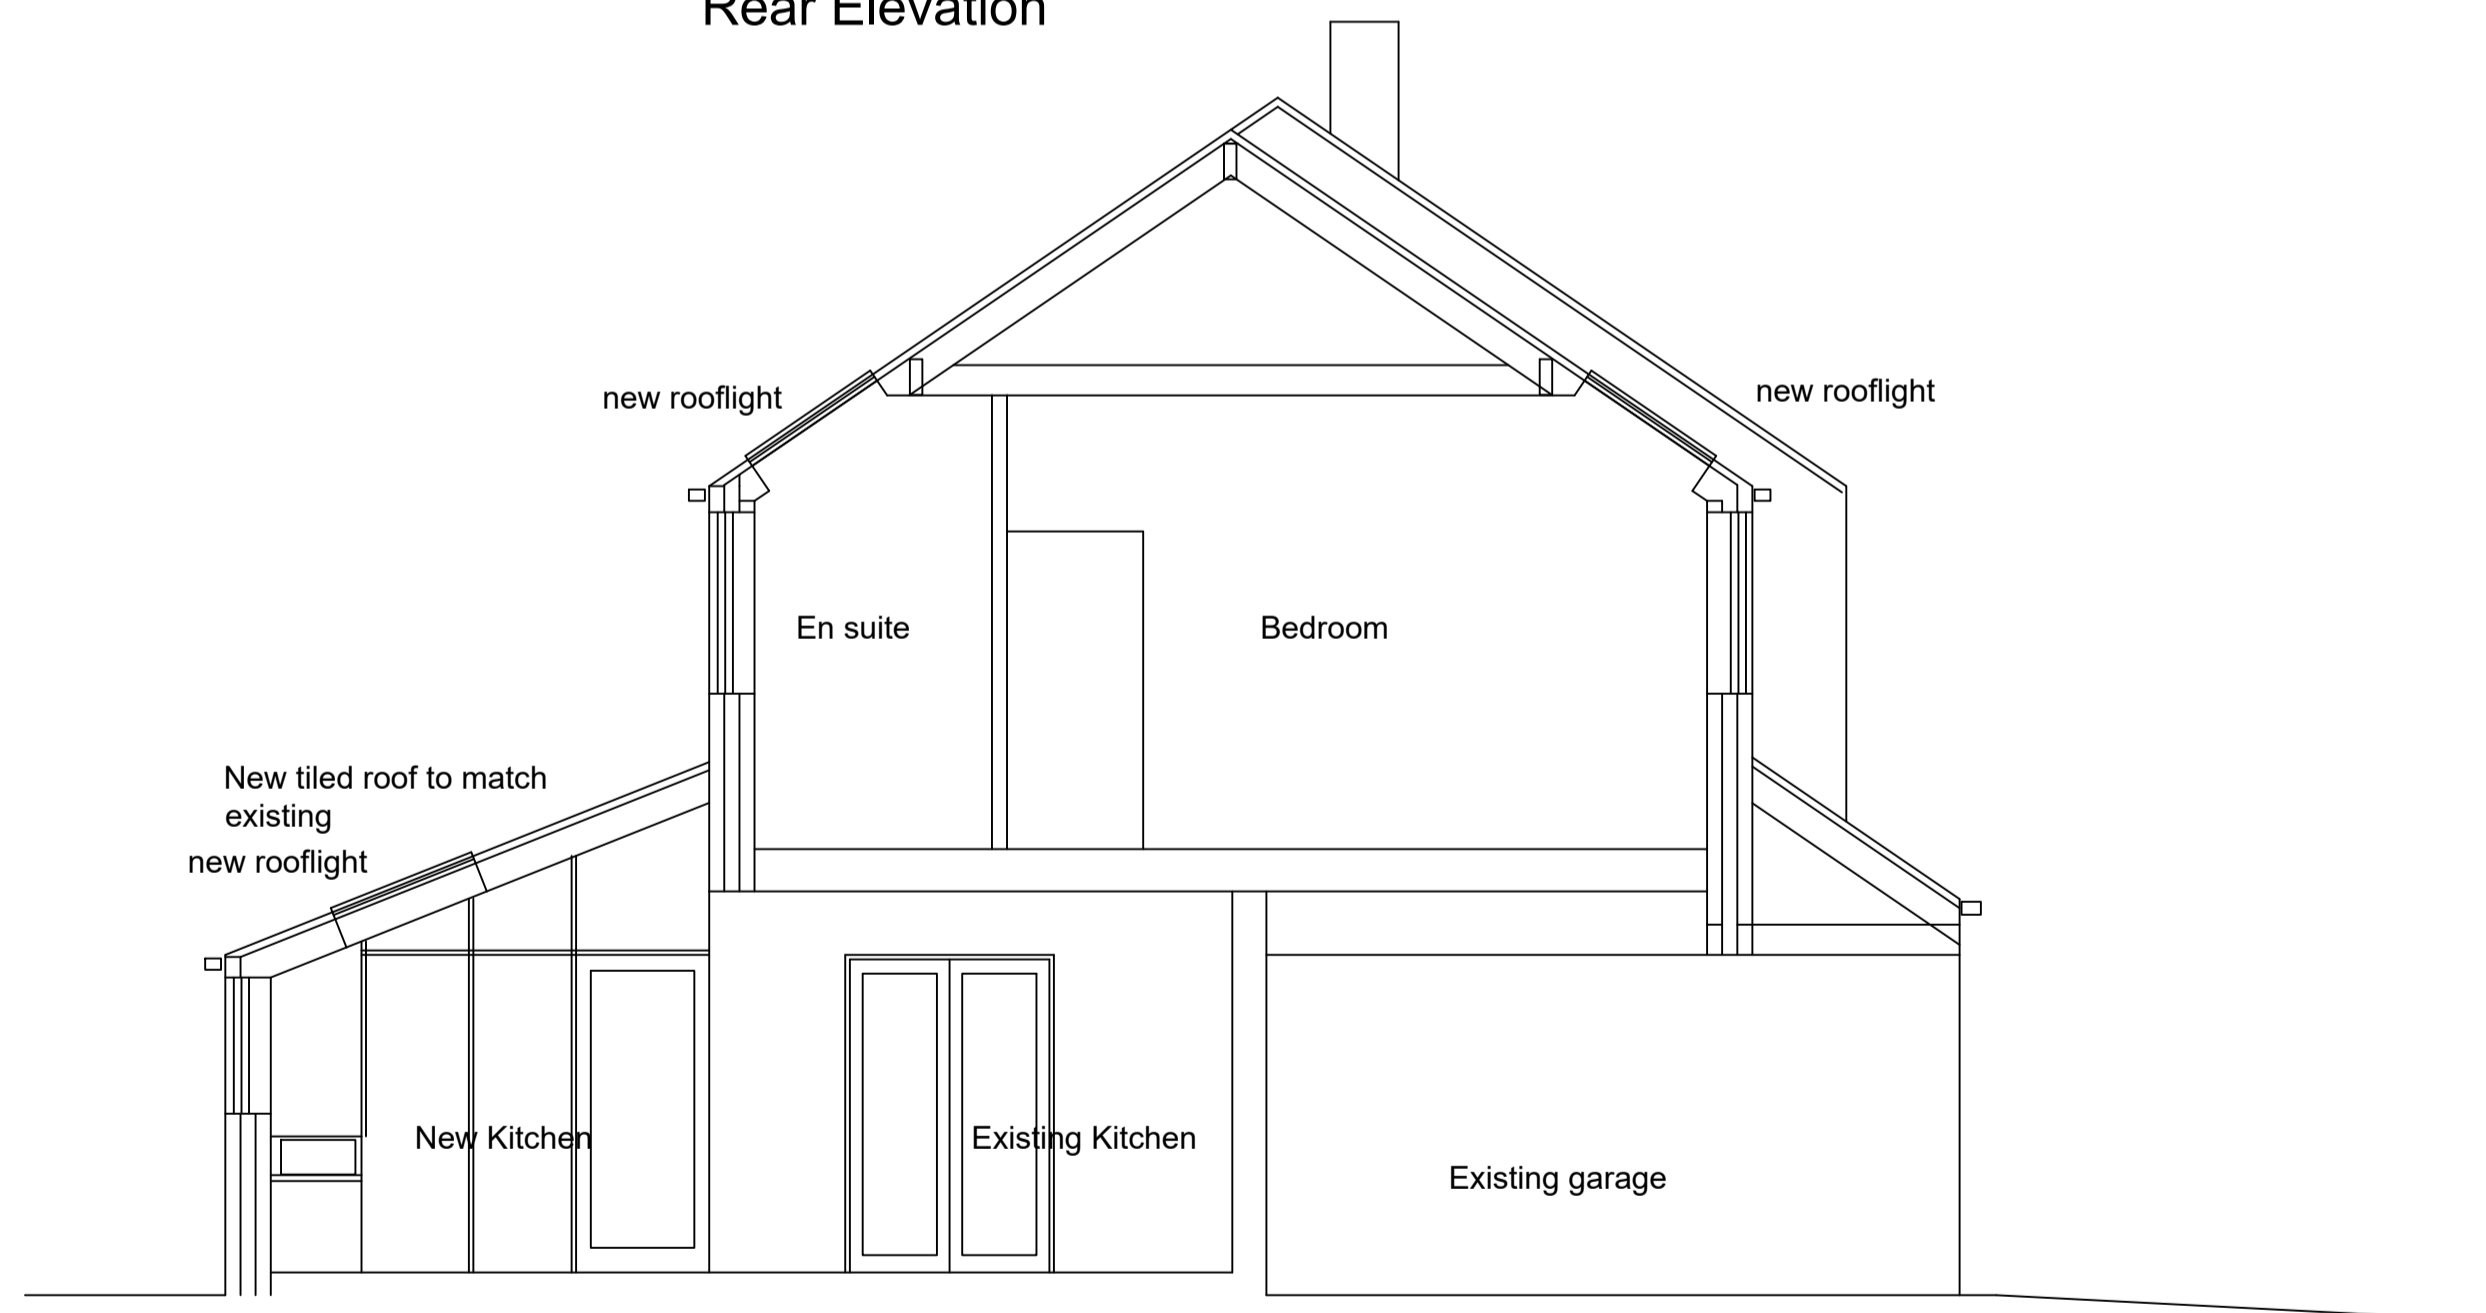 Rear Elevation
new rooflight
new rooflight
En suite
Bedroom
New tiled roof to match
existing
new rooflight
New Kitchen
Existing Kitchen
Existing garage